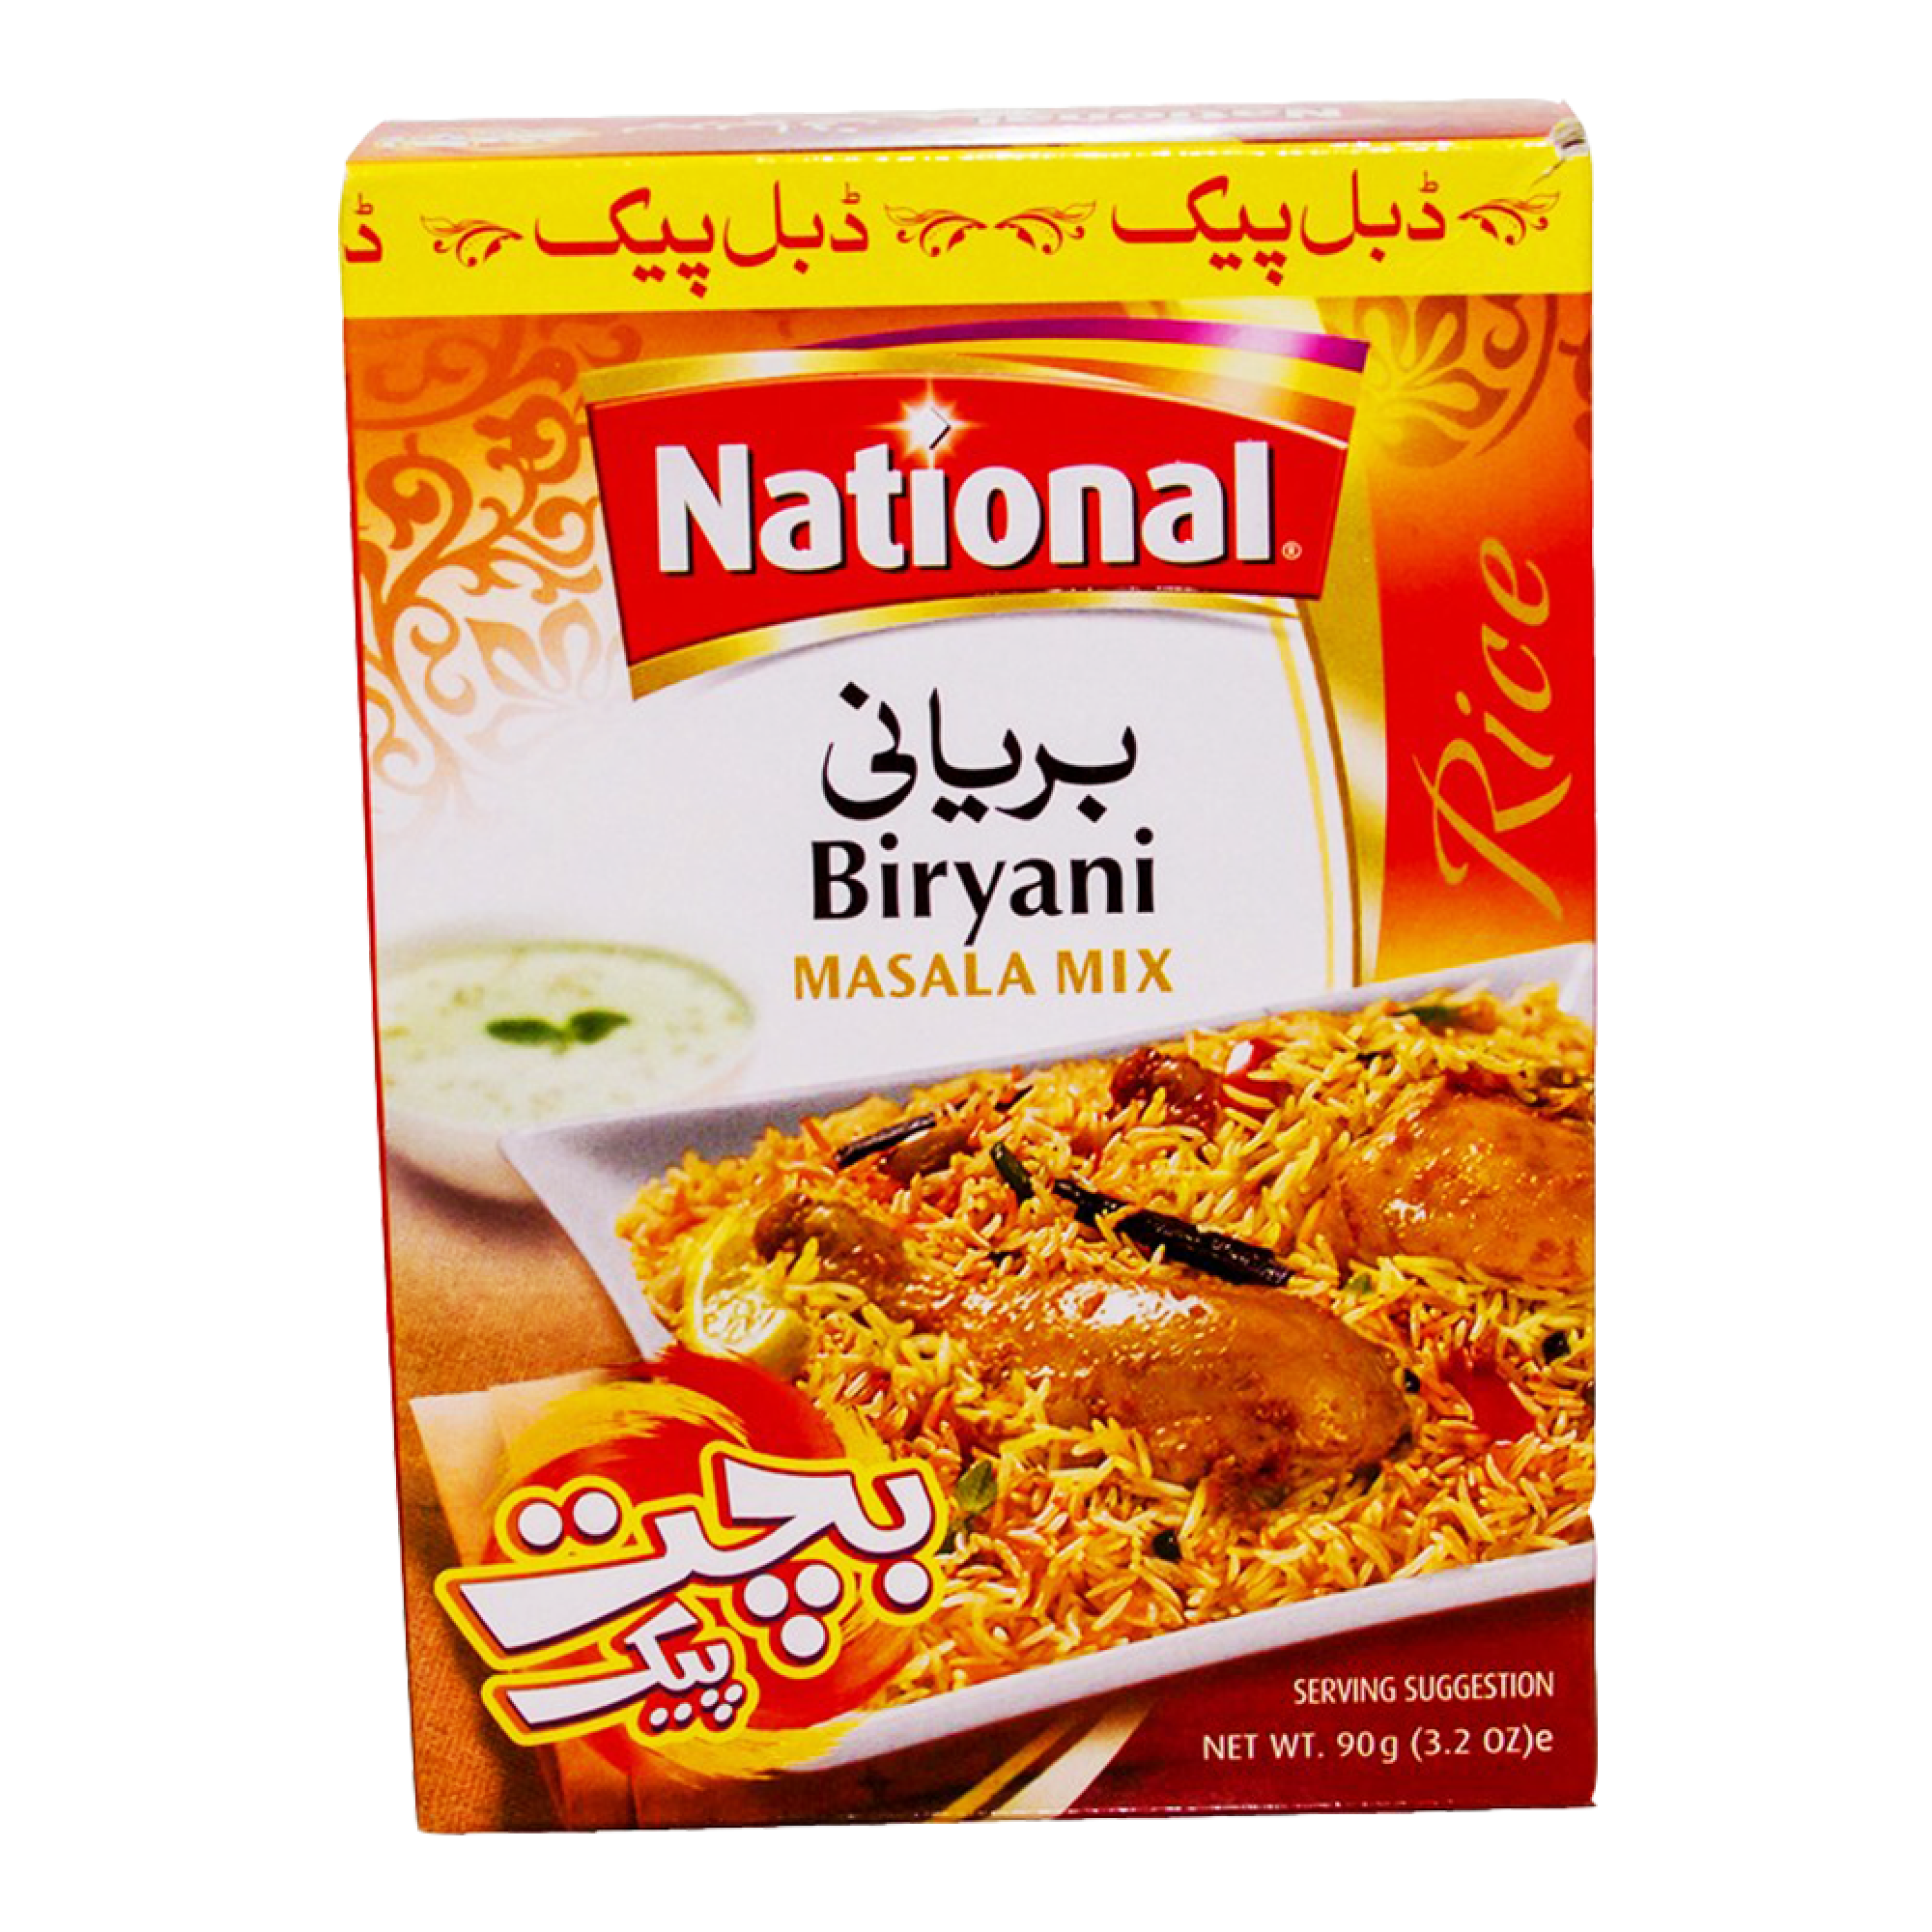 ڈبل پیک ڈبل پیک ڈ
National®
بریانی
Biryani
MASALA MIX
Rice
بچت
پیک
SERVING SUGGESTION
NET WT. 90g (3.2 OZ)e